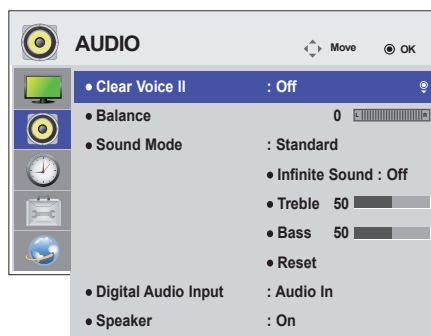 AUDIO Move OK
• Clear Voice II : Off
• Balance 0 L R
• Sound Mode : Standard
• Infinite Sound : Off
• Treble 50
• Bass 50
• Reset
• Digital Audio Input : Audio In
• Speaker : On